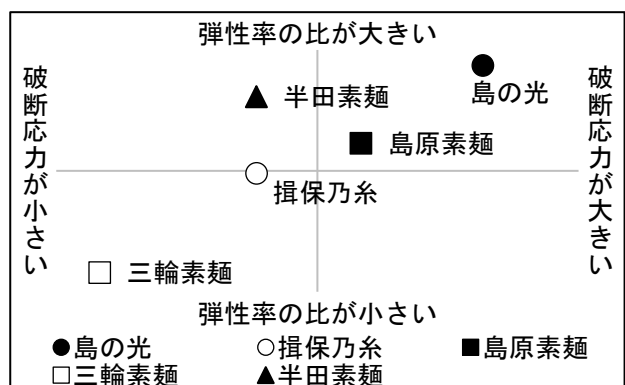 弾性率の比が大きい
破断応力が小さい
破断応力が大きい
島の光
半田素麺
島原素麺
揖保乃糸
三輪素麺
弾性率の比が小さい
●島の光 ○揖保乃糸 ■島原素麺
□三輪素麺 ▲半田素麺